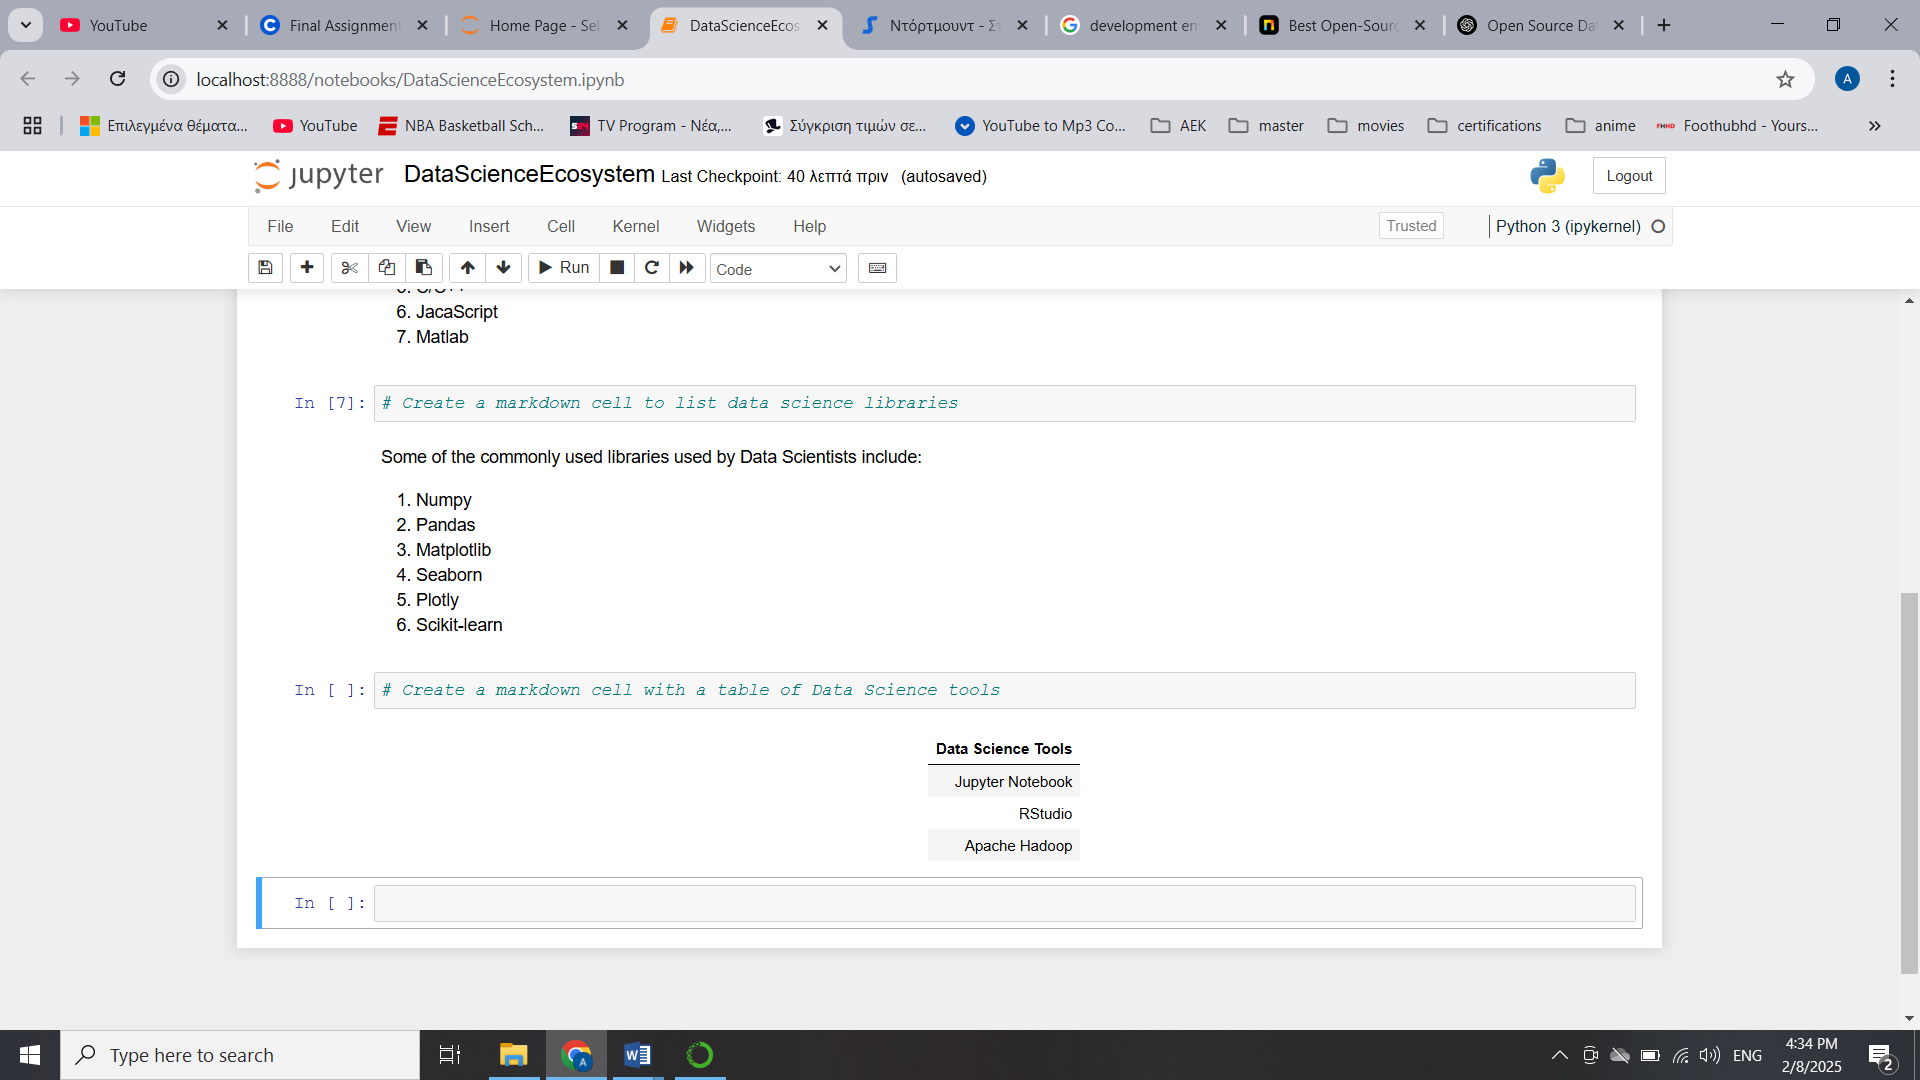 YouTube
Final Assignment
Home Page - Sel
DataScienceEcos
Ντόρτμουντ - Στ
development en
Best Open-Sourc
Open Source Da
localhost:8888/notebooks/DataScienceEcosystem.ipynb
A
Επιλεγμένα θέματα...
YouTube
NBA Basketball Sch...
TV Program - Νέα,...
Σύγκριση τιμών σε...
YouTube to Mp3 Co...
AEK
master
movies
certifications
anime
Foothubhd - Yours...
jupyter DataScienceEcosystem Last Checkpoint: 40 λεπτά πριν (autosaved)
Logout
File Edit View Insert Cell Kernel Widgets Help
Trusted
Python 3 (ipykernel)
Run
Code
5. C/C++
6. JacaScript
7. Matlab
In [7]: # Create a markdown cell to list data science libraries
Some of the commonly used libraries used by Data Scientists include:
1. Numpy
2. Pandas
3. Matplotlib
4. Seaborn
5. Plotly
6. Scikit-learn
In [ ]: # Create a markdown cell with a table of Data Science tools
Data Science Tools
Jupyter Notebook
RStudio
Apache Hadoop
In [ ]:
Type here to search
A
ENG
4:34 PM
2/8/2025
2